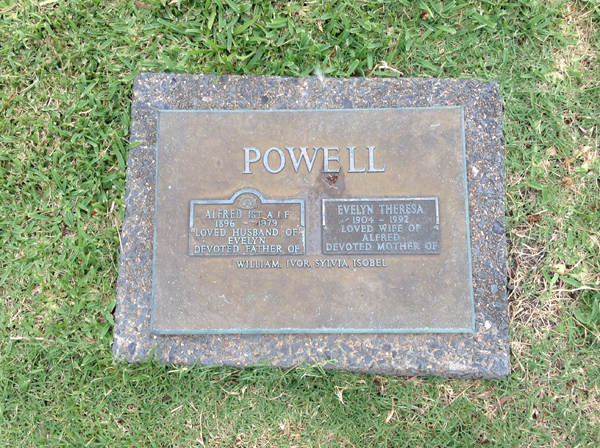 POWELL
ALFRED 1ST A.I.F.
1896 - 1979
LOVED HUSBAND OF
EVELYN
DEVOTED FATHER OF
EVELYN THERESA
1904 - 1992
LOVED WIFE OF
ALFRED
DEVOTED MOTHER OF
WILLIAM, IVOR, SYLVIA, ISOBEL